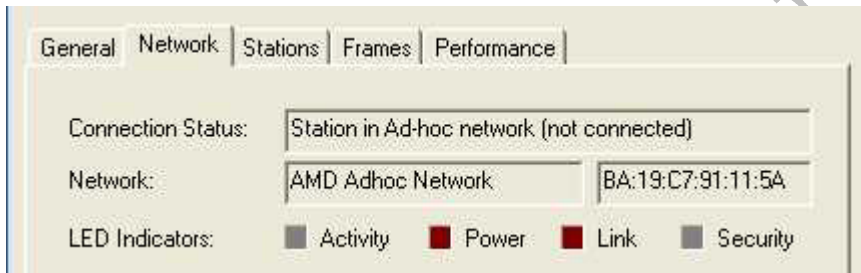 General Network Stations Frames Performance
Connection Status: Station in Ad-hoc network (not connected)
Network: AMD Adhoc Network BA:19:C7:91:11:5A
LED Indicators: Activity Power Link Security